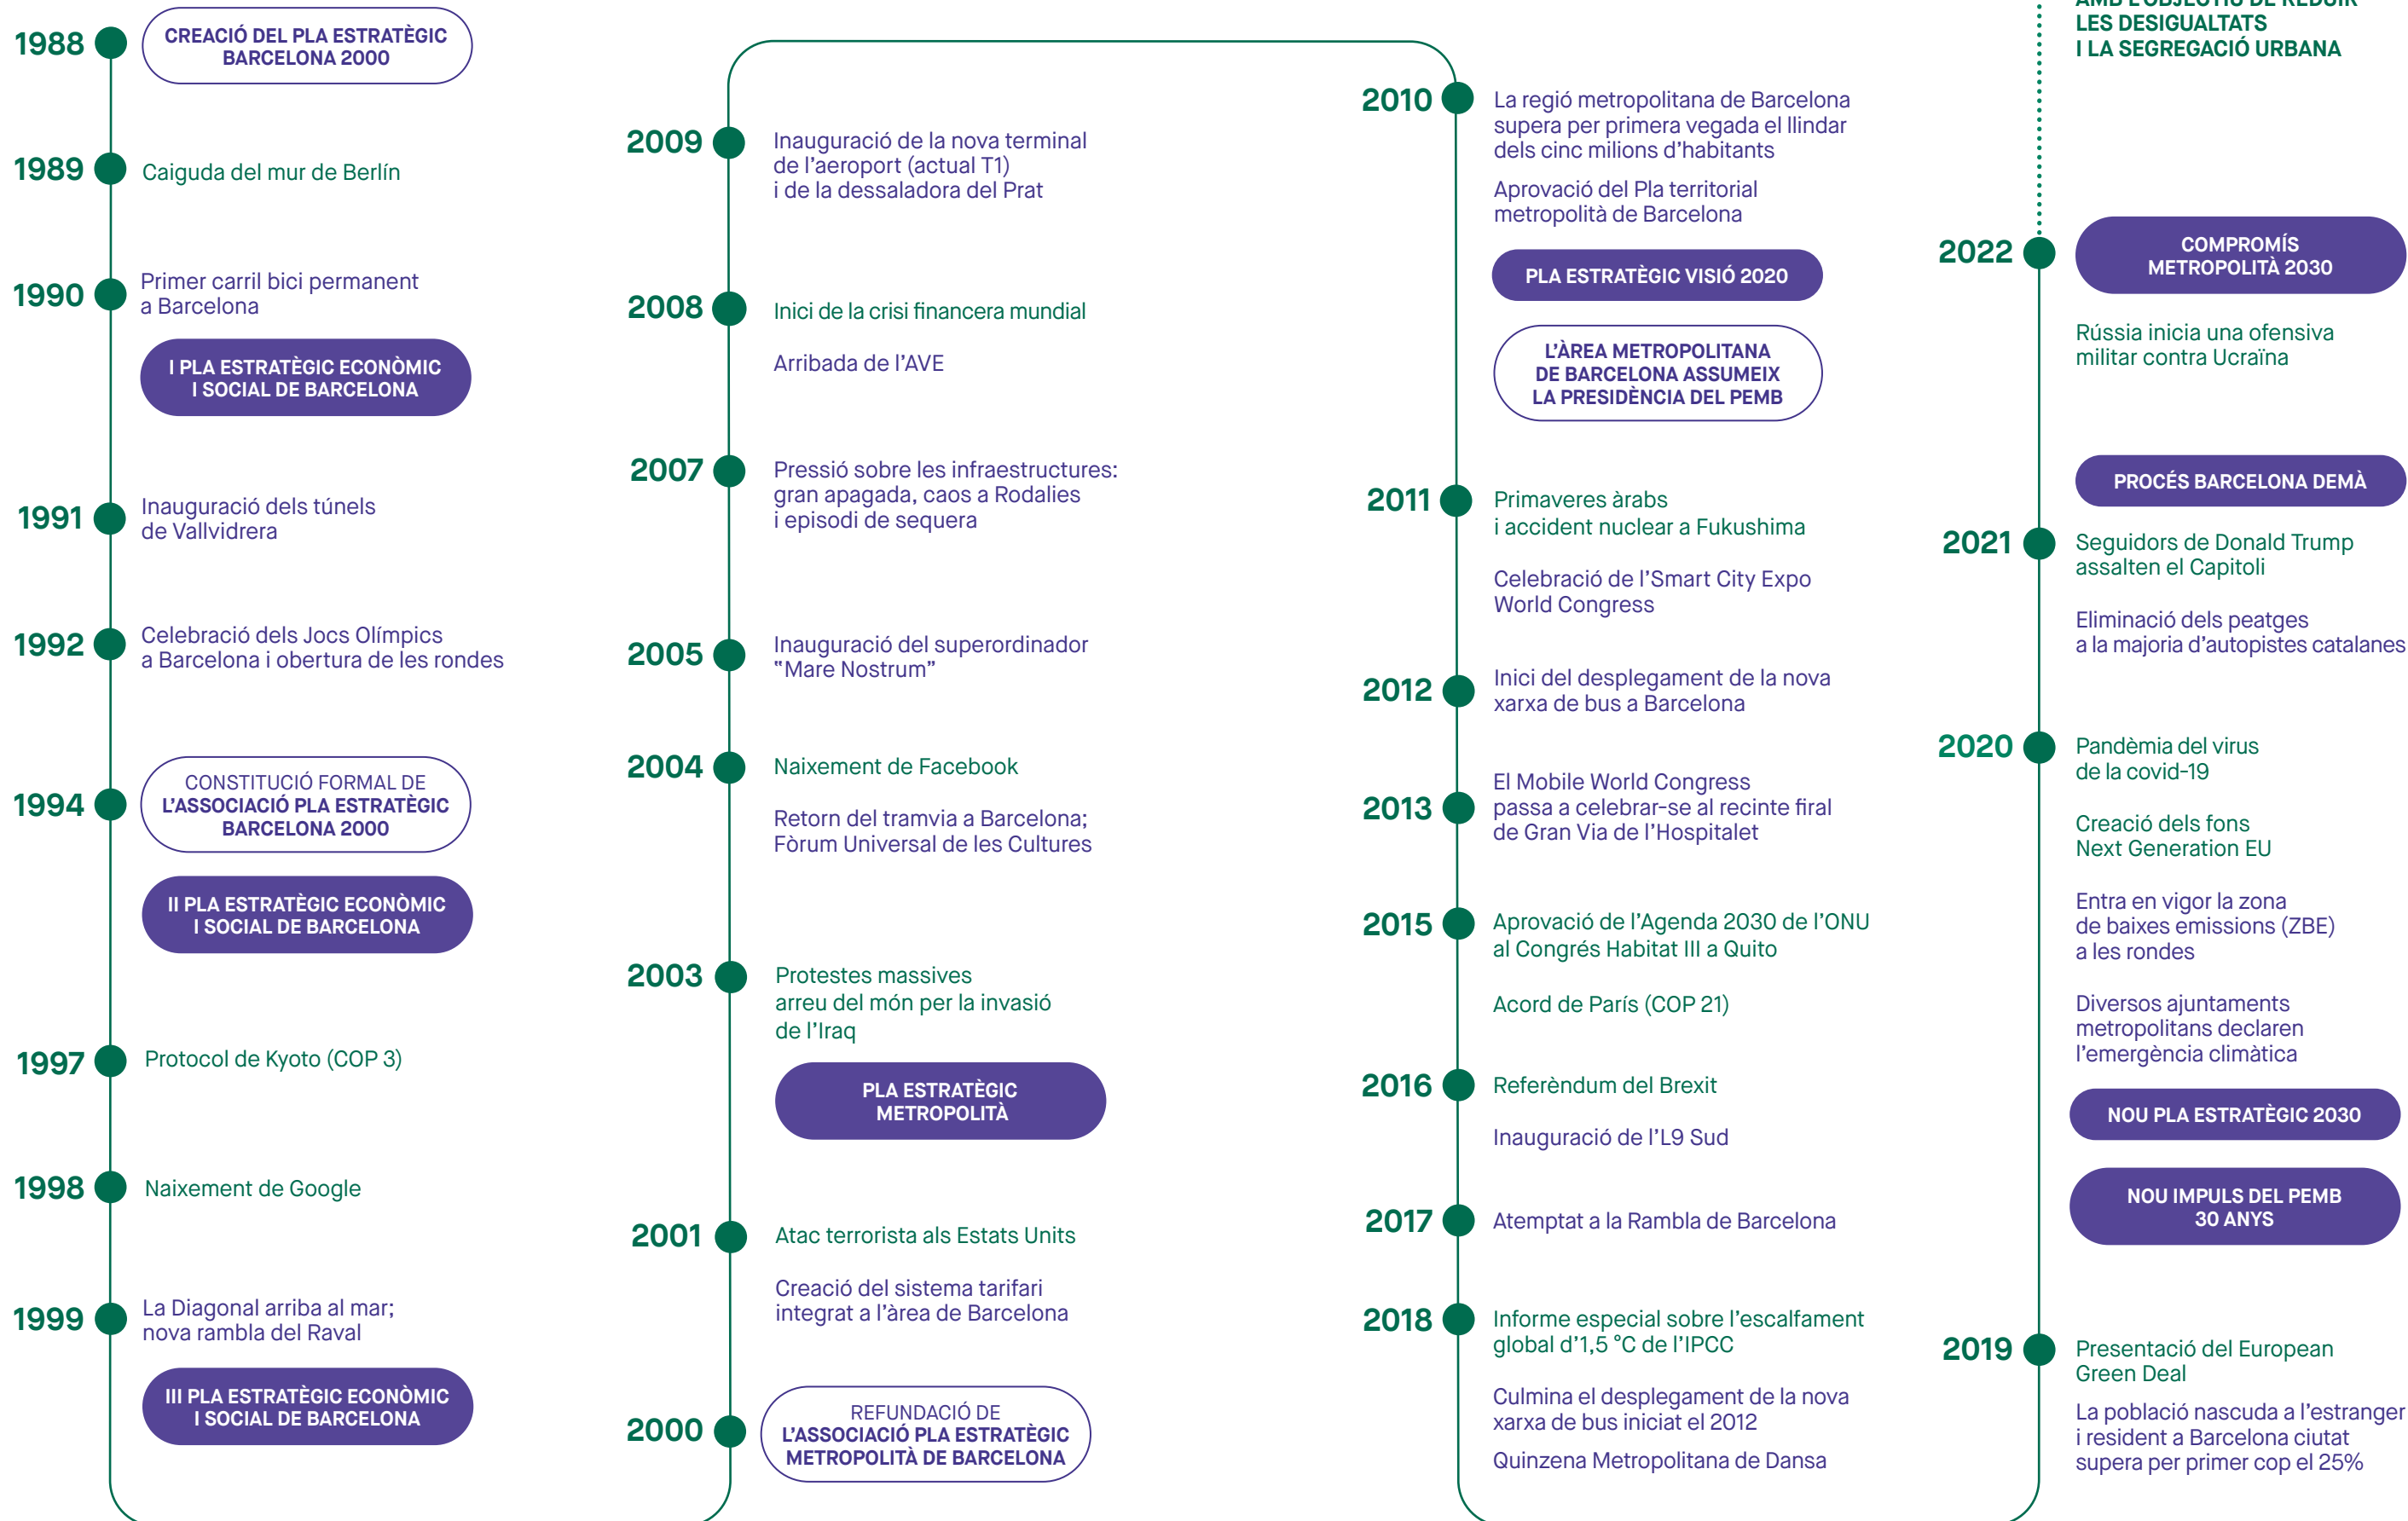 1988
CREACIÓ DEL PLA ESTRATÈGIC
BARCELONA 2000
1989
Caiguda del mur de Berlín
1990
Primer carril bici permanent
a Barcelona
I PLA ESTRATÈGIC ECONÒMIC
I SOCIAL DE BARCELONA
1991
Inauguració dels túnels
de Vallvidrera
1992
Celebració dels Jocs Olímpics
a Barcelona i obertura de les rondes
1994
CONSTITUCIÓ FORMAL DE
L'ASSOCIACIÓ PLA ESTRATÈGIC
BARCELONA 2000
II PLA ESTRATÈGIC ECONÒMIC
I SOCIAL DE BARCELONA
1997
Protocol de Kyoto (COP 3)
1998
Naixement de Google
1999
La Diagonal arriba al mar;
nova rambla del Raval
III PLA ESTRATÈGIC ECONÒMIC
I SOCIAL DE BARCELONA
2009
Inauguració de la nova terminal
de l'aeroport (actual T1)
i de la dessaladora del Prat
2008
Inici de la crisi financera mundial
Arribada de l'AVE
2007
Pressió sobre les infraestructures:
gran apagada, caos a Rodalies
i episodi de sequera
2005
Inauguració del superordinador
"Mare Nostrum"
2004
Naixement de Facebook
Retorn del tramvia a Barcelona;
Fòrum Universal de les Cultures
2003
Protestes massives
arreu del món per la invasió
de l'Iraq
PLA ESTRATÈGIC
METROPOLITÀ
2001
Atac terrorista als Estats Units
Creació del sistema tarifari
integrat a l'àrea de Barcelona
2000
REFUNDACIÓ DE
L'ASSOCIACIÓ PLA ESTRATÈGIC
METROPOLITÀ DE BARCELONA
2010
La regió metropolitana de Barcelona
supera per primera vegada el llindar
dels cinc milions d'habitants
Aprovació del Pla territorial
metropolità de Barcelona
PLA ESTRATÈGIC VISIÓ 2020
L'ÀREA METROPOLITANA
DE BARCELONA ASSUMEIX
LA PRESIDÈNCIA DEL PEMB
2011
Primaveres àrabs
i accident nuclear a Fukushima
Celebració de l'Smart City Expo
World Congress
2012
Inici del desplegament de la nova
xarxa de bus a Barcelona
2013
El Mobile World Congress
passa a celebrar-se al recinte firal
de Gran Via de l'Hospitalet
2015
Aprovació de l'Agenda 2030 de l'ONU
al Congrés Habitat III a Quito
Acord de París (COP 21)
2016
Referèndum del Brexit
Inauguració de l'L9 Sud
2017
Atemptat a la Rambla de Barcelona
2018
Informe especial sobre l'escalfament
global d'1,5 °C de l'IPCC
Culmina el desplegament de la nova
xarxa de bus iniciat el 2012
Quinzena Metropolitana de Dansa
AMB L'OBJECTIU DE REDUIR
LES DESIGUALTATS
I LA SEGREGACIÓ URBANA
2022
COMPROMÍS
METROPOLITÀ 2030
Rússia inicia una ofensiva
militar contra Ucraïna
PROCÉS BARCELONA DEMÀ
2021
Seguidors de Donald Trump
assalten el Capitoli
Eliminació dels peatges
a la majoria d'autopistes catalanes
2020
Pandèmia del virus
de la covid-19
Creació dels fons
Next Generation EU
Entra en vigor la zona
de baixes emissions (ZBE)
a les rondes
Diversos ajuntaments
metropolitans declaren
l'emergència climàtica
NOU PLA ESTRATÈGIC 2030
NOU IMPULS DEL PEMB
30 ANYS
2019
Presentació del European
Green Deal
La població nascuda a l'estranger
i resident a Barcelona ciutat
supera per primer cop el 25%